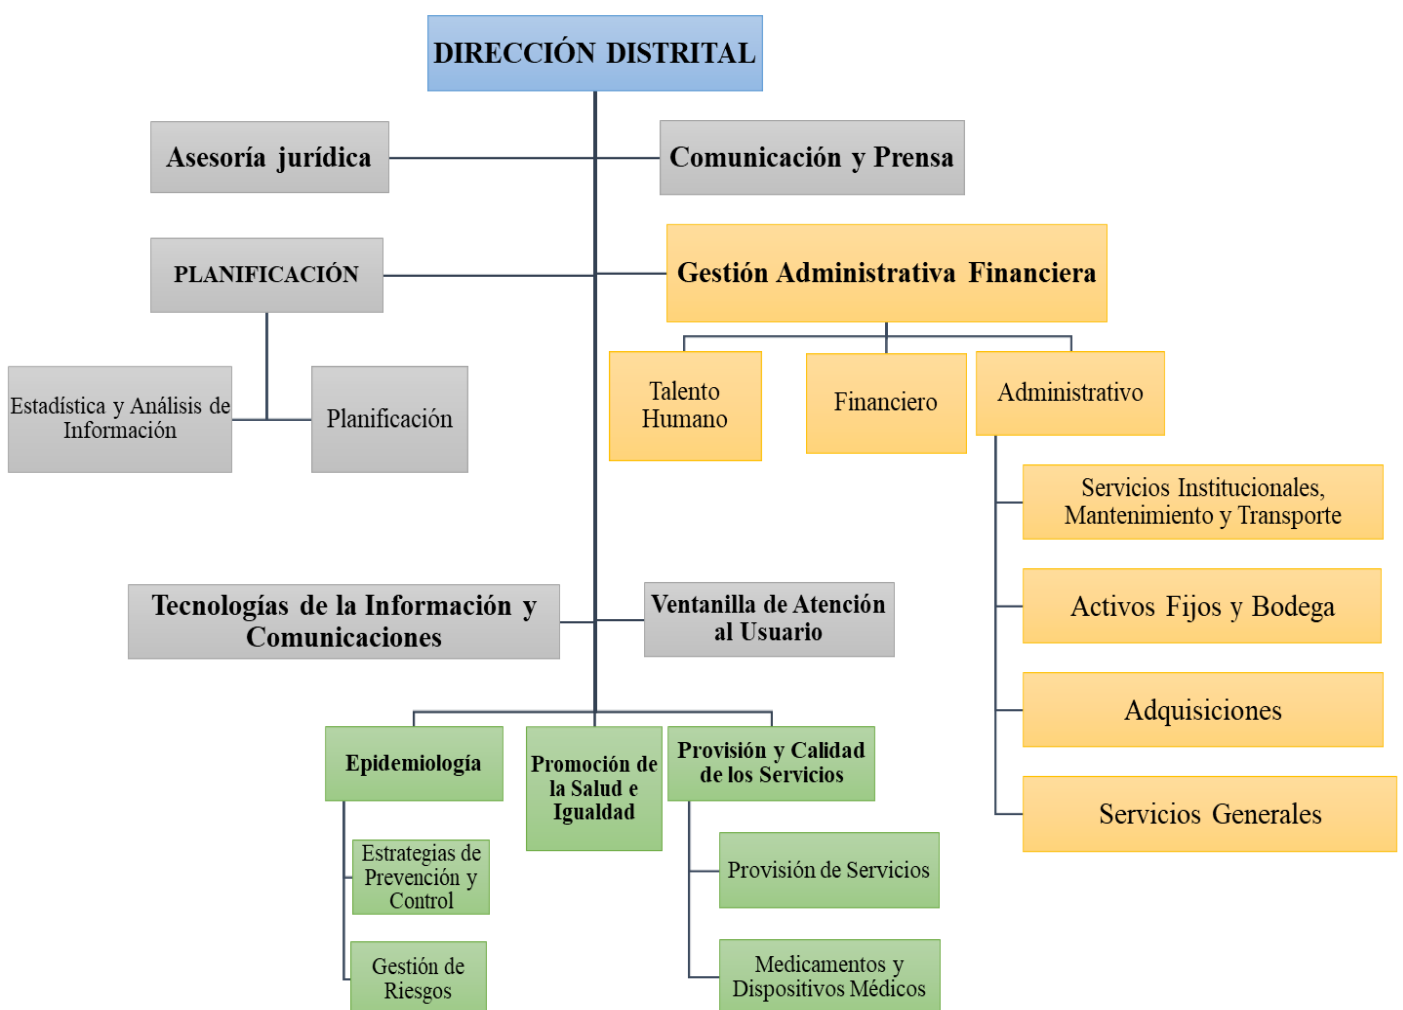 DIRECCIÓN DISTRITAL
Asesoría jurídica
Comunicación y Prensa
PLANIFICACIÓN
Gestión Administrativa Financiera
Estadística y Análisis de
Información
Planificación
Talento
Humano
Financiero
Administrativo
Servicios Institucionales,
Mantenimiento y Transporte
Activos Fijos y Bodega
Adquisiciones
Servicios Generales
Tecnologías de la Información y
Comunicaciones
Ventanilla de Atención
al Usuario
Epidemiología
Promoción de
la Salud e
Igualdad
Provisión y Calidad
de los Servicios
Estrategias de
Prevención y
Control
Gestión de
Riesgos
Provisión de Servicios
Medicamentos y
Dispositivos Médicos